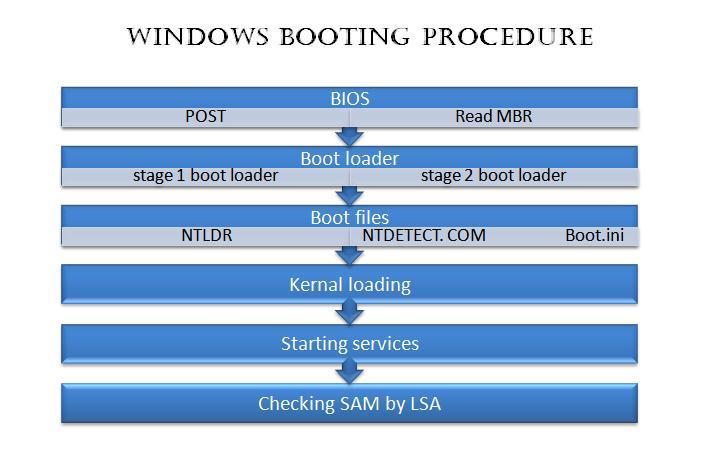 WINDOWS BOOTING PROCEDURE
BIOS
POST Read MBR
Boot loader
stage 1 boot loader stage 2 boot loader
Boot files
NTLDR NTDETECT. COM Boot.ini
Kernal loading
Starting services
Checking SAM by LSA